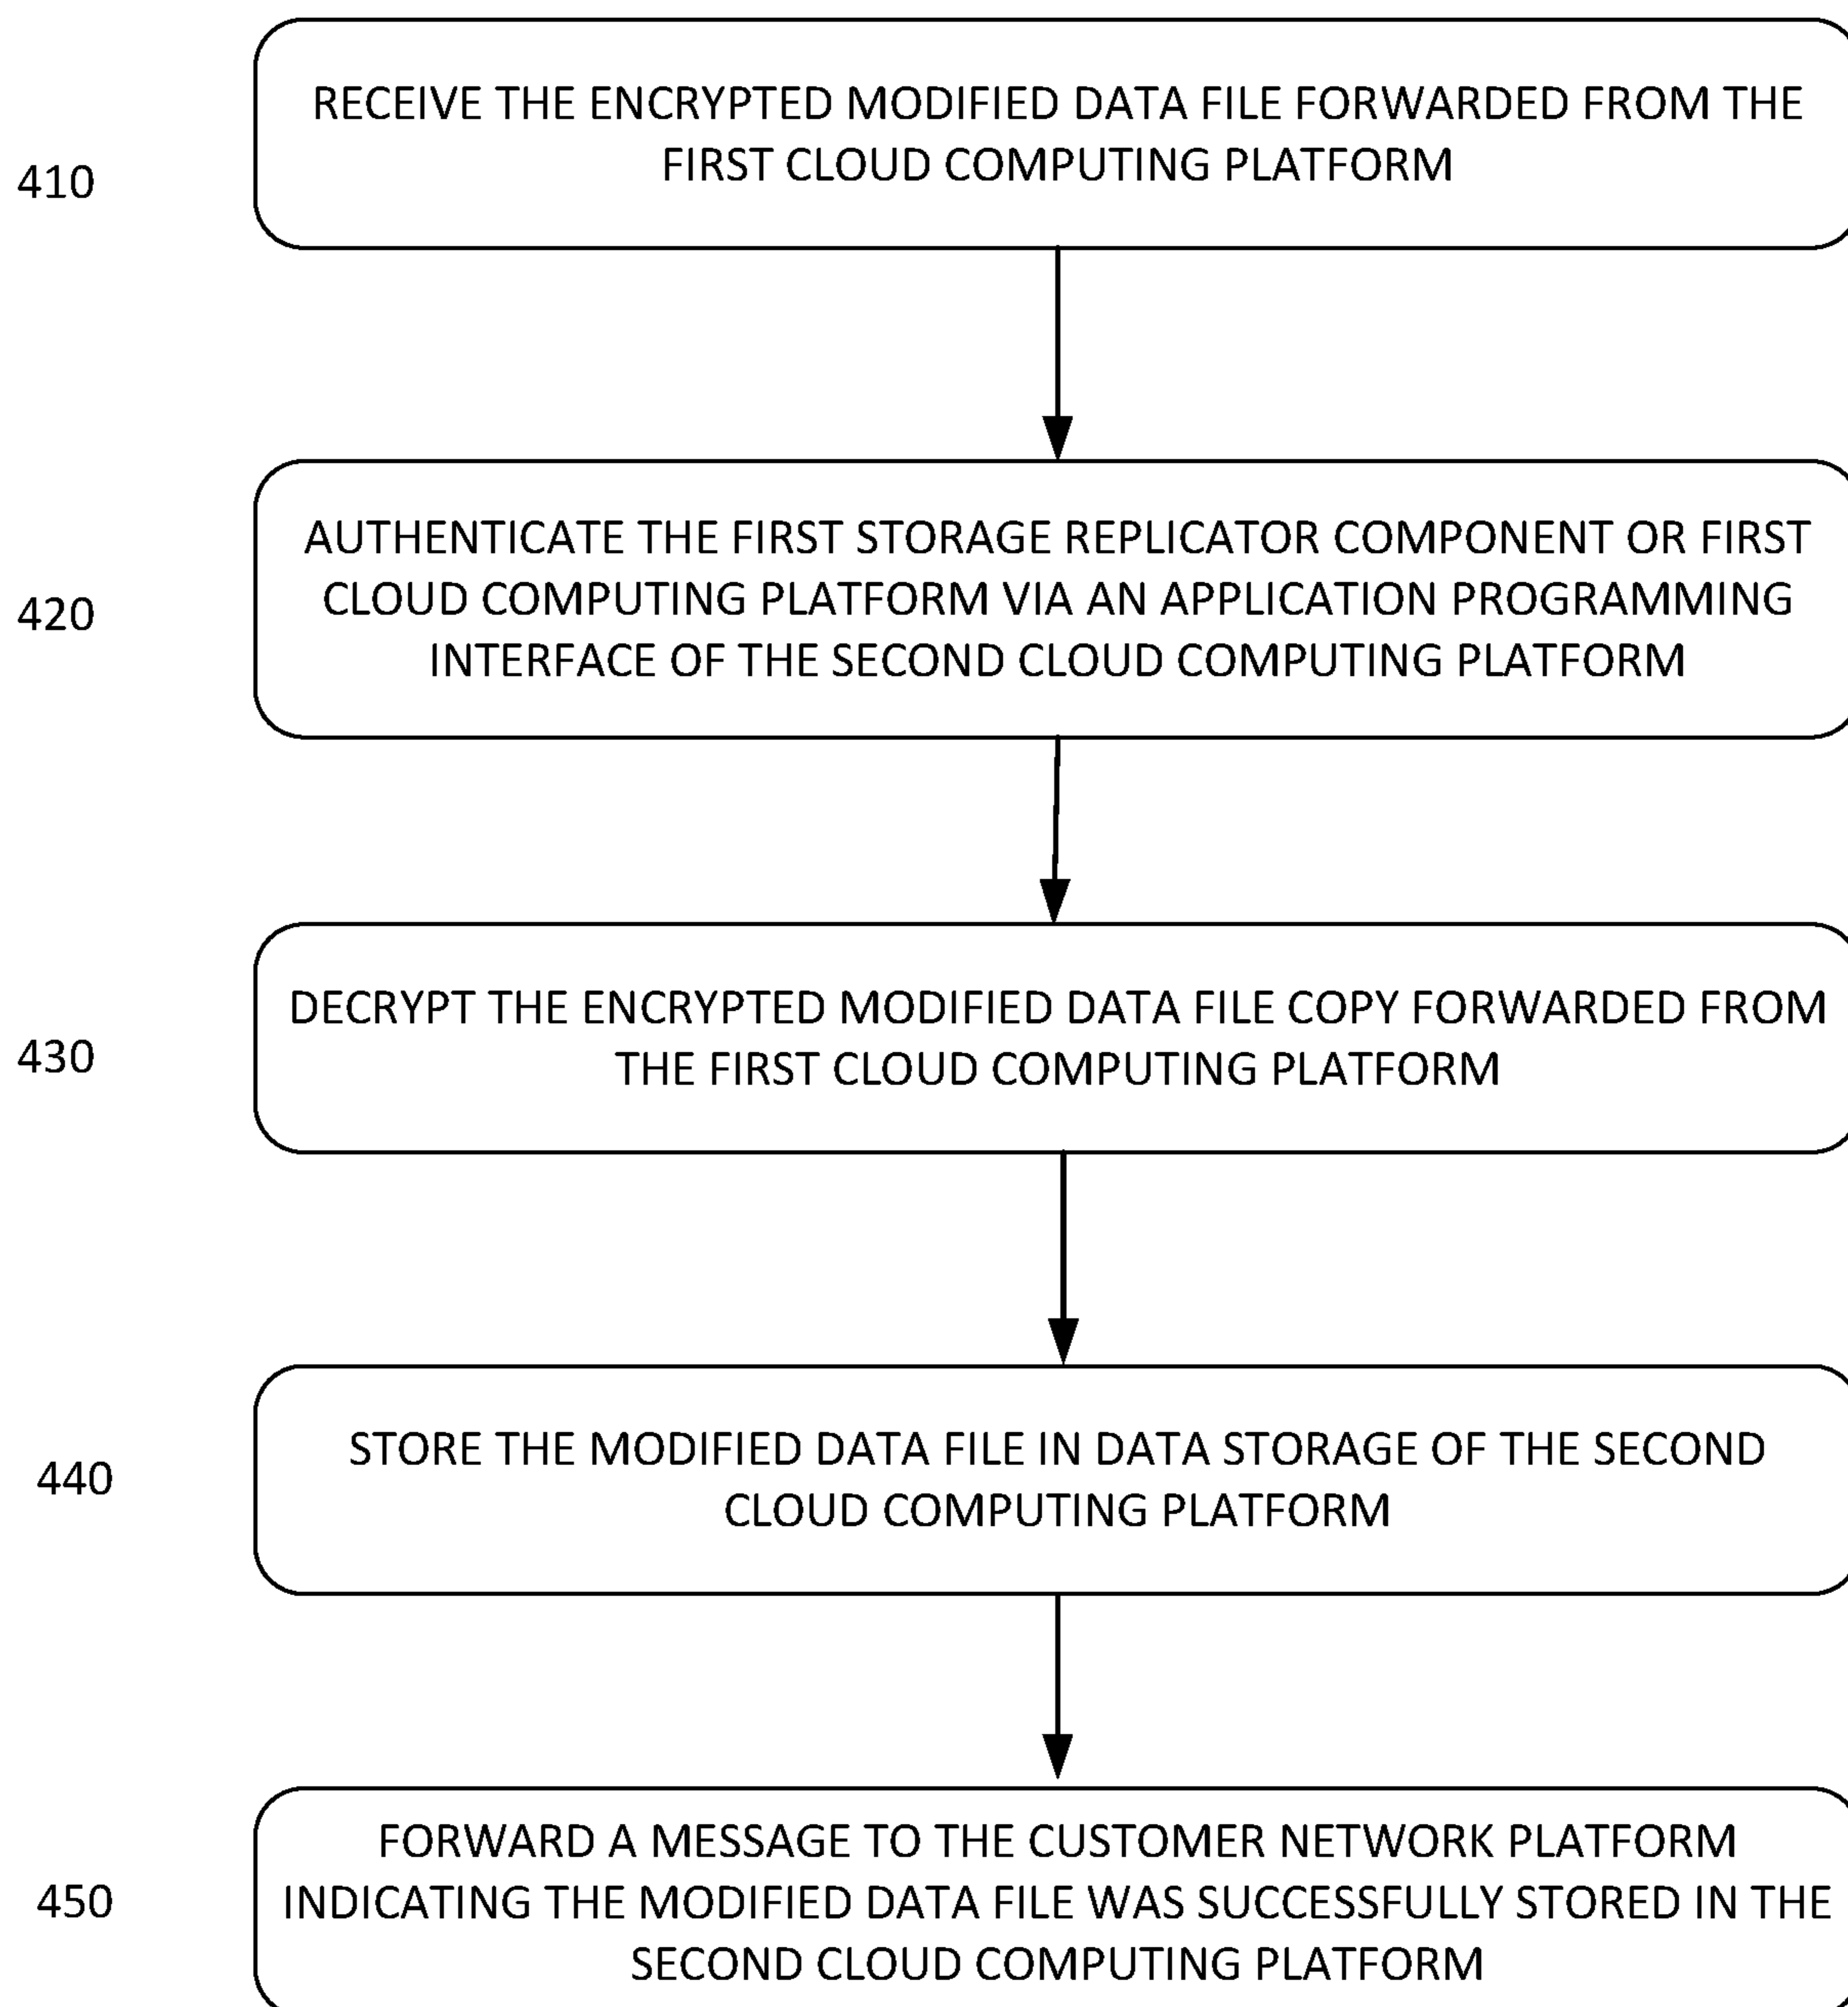 RECEIVE THE ENCRYPTED MODIFIED DATA FILE FORWARDED FROM THE
FIRST CLOUD COMPUTING PLATFORM
410
AUTHENTICATE THE FIRST STORAGE REPLICATOR COMPONENT OR FIRST
CLOUD COMPUTING PLATFORM VIA AN APPLICATION PROGRAMMING
INTERFACE OF THE SECOND CLOUD COMPUTING PLATFORM
420
DECRYPT THE ENCRYPTED MODIFIED DATA FILE COPY FORWARDED FROM
THE FIRST CLOUD COMPUTING PLATFORM
430
STORE THE MODIFIED DATA FILE IN DATA STORAGE OF THE SECOND
CLOUD COMPUTING PLATFORM
440
FORWARD A MESSAGE TO THE CUSTOMER NETWORK PLATFORM
INDICATING THE MODIFIED DATA FILE WAS SUCCESSFULLY STORED IN THE
SECOND CLOUD COMPUTING PLATFORM
450